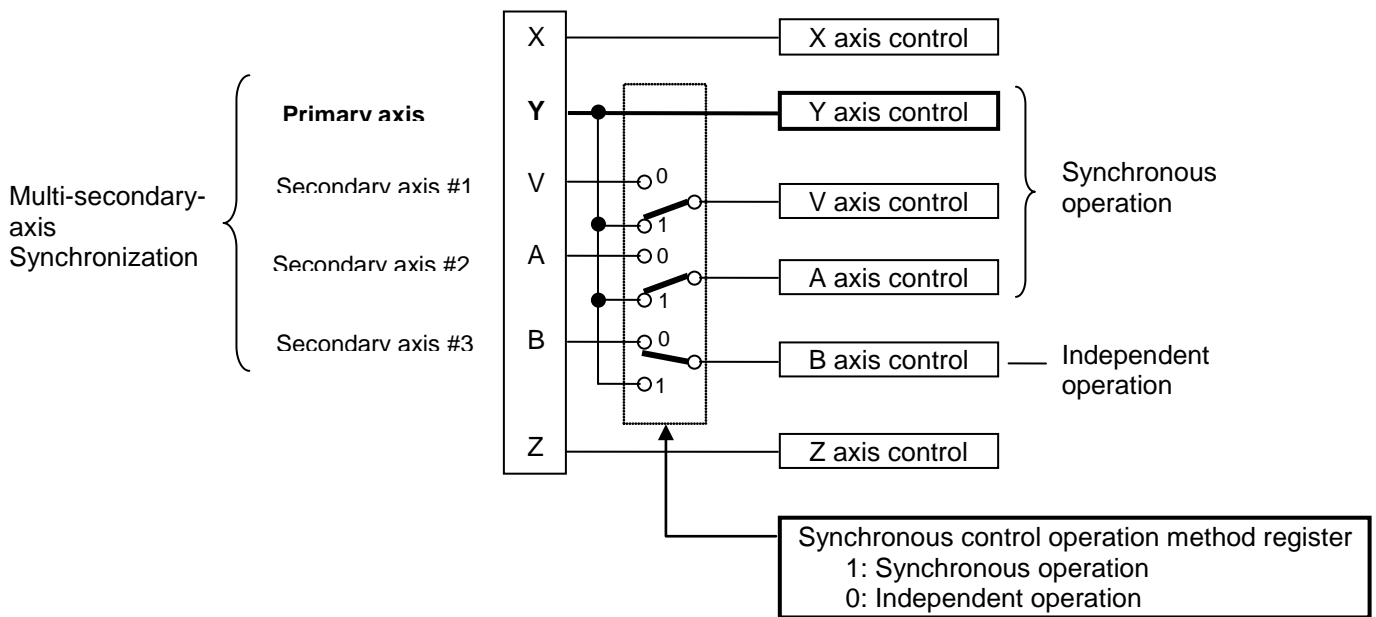 X
X axis control
Primary axis
Y
Y axis control
Secondary axis #1
V
0
1
V axis control
Synchronous
operation
Multi-secondary-
axis
Synchronization
Secondary axis #2
A
0
1
A axis control
Secondary axis #3
B
0
1
B axis control
Independent
operation
Z
Z axis control
Synchronous control operation method register
1: Synchronous operation
0: Independent operation